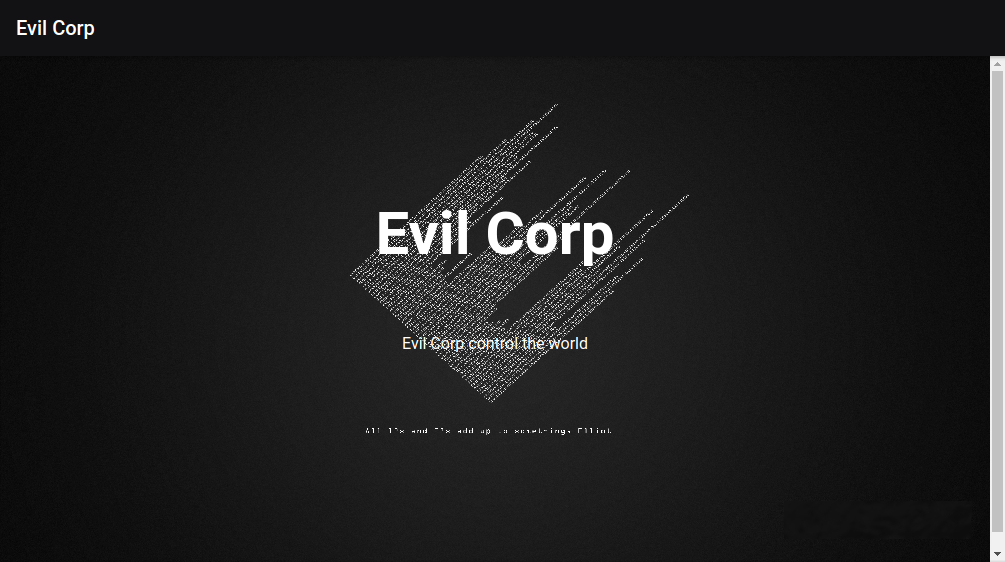 Evil Corp
Evil Corp
Evil Corp control the world
All 1's and 0's add up to something, Elliot